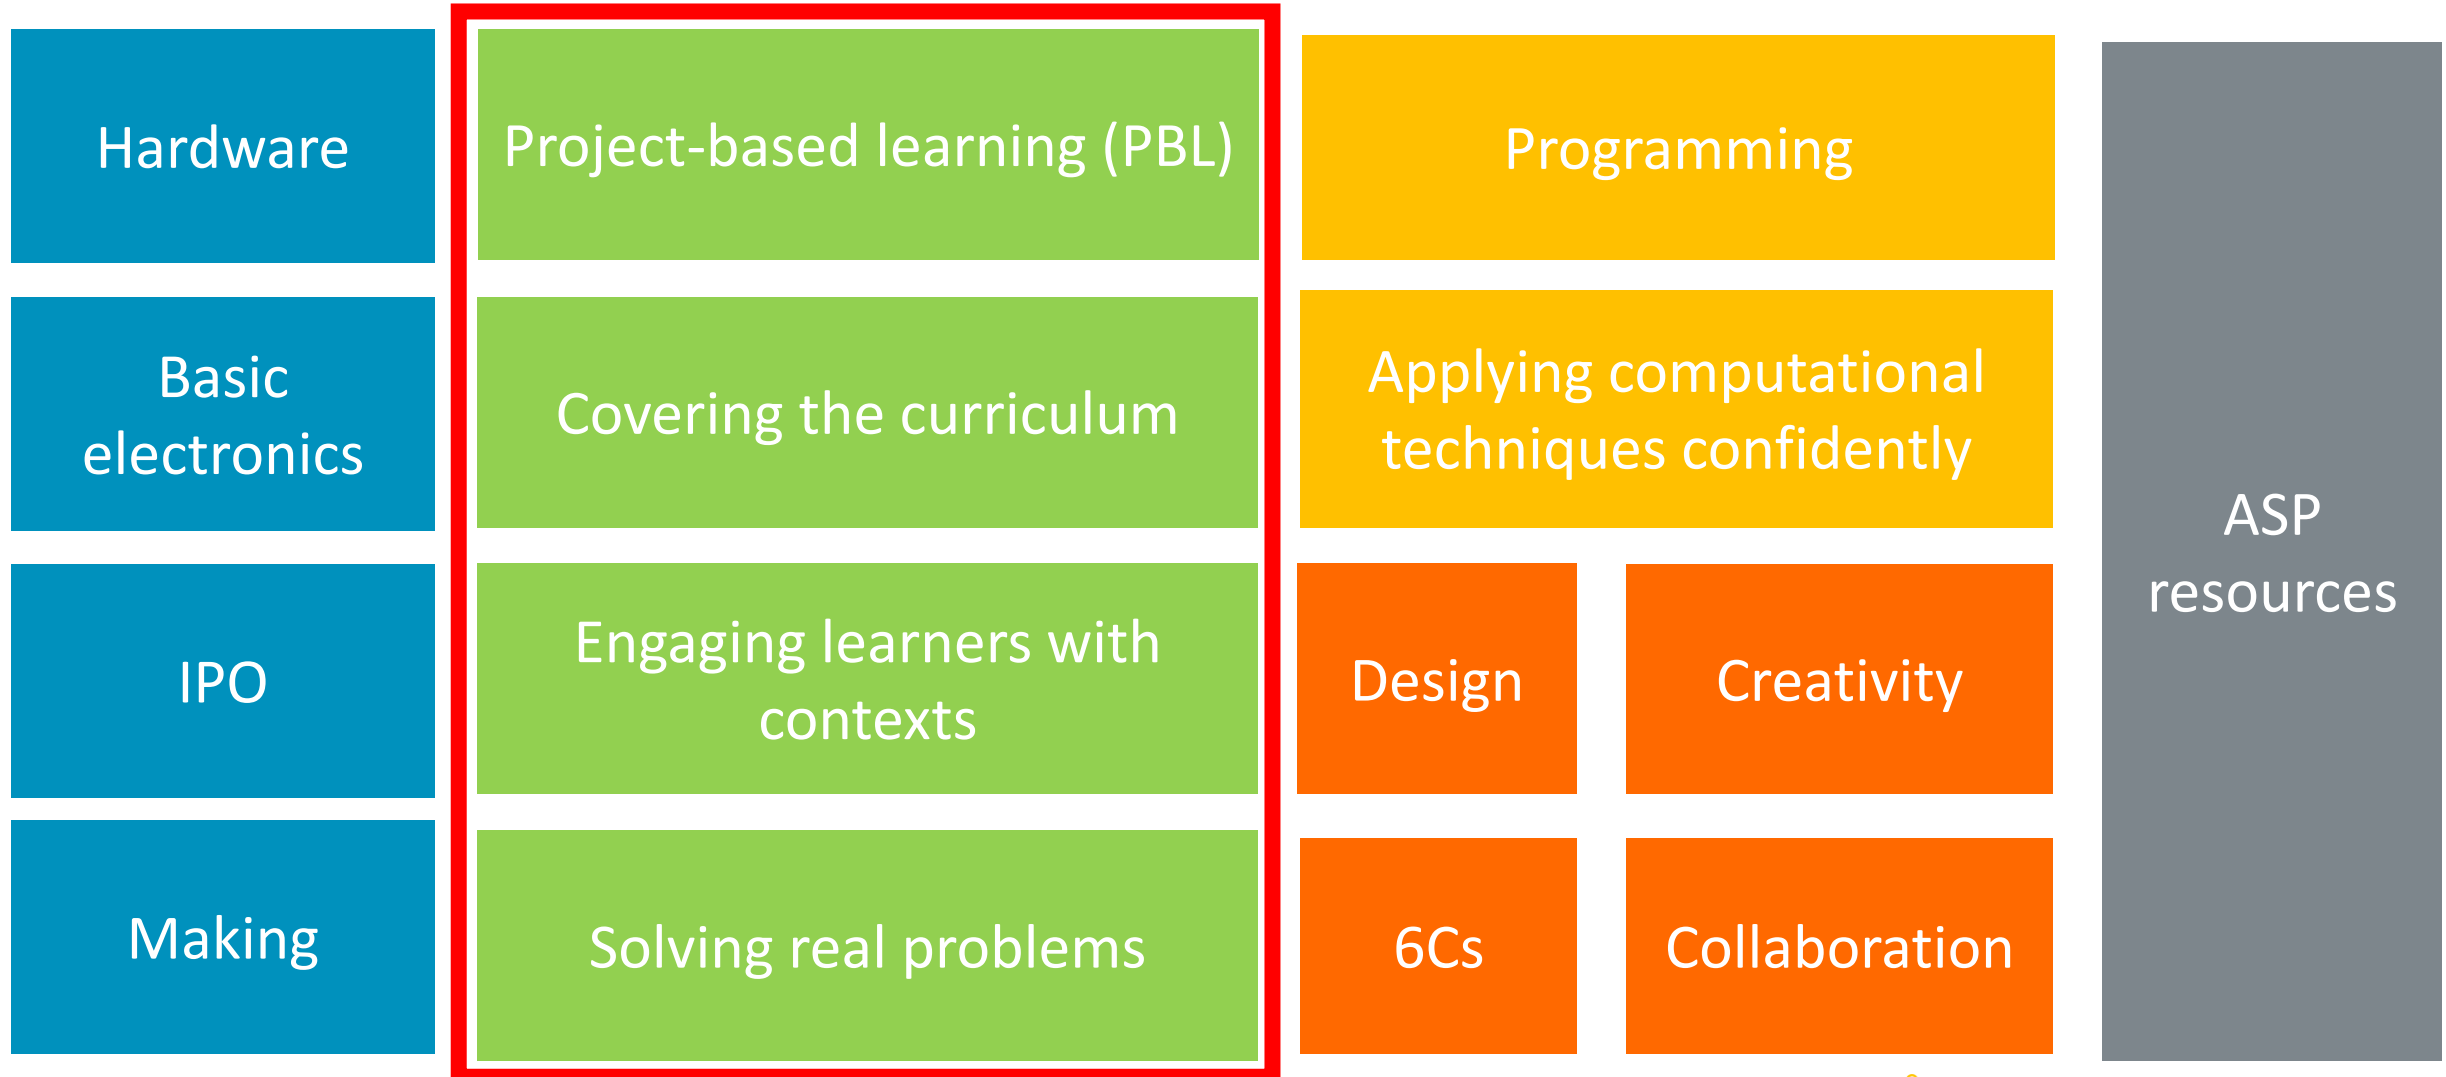 Hardware
Project-based learning (PBL)
Programming
Basic
electronics
Covering the curriculum
Applying computational
techniques confidently
ASP
resources
IPO
Engaging learners with
contexts
Design
Creativity
Making
Solving real problems
6Cs
Collaboration